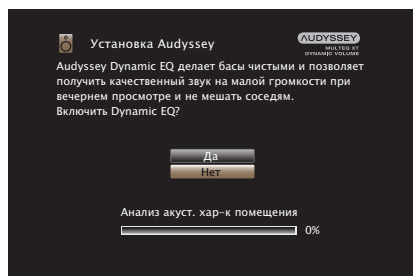 Установка Audyssey
AUDYSSEY
MULTEQ XT
DYNAMIC VOLUME
Audyssey Dynamic EQ делает басы чистыми и позволяет
получить качественный звук на малой громкости при
вечернем просмотре и не мешать соседям.
Включить Dynamic EQ?
Да
Нет
Анализ акуст. хар-к помещения
0%